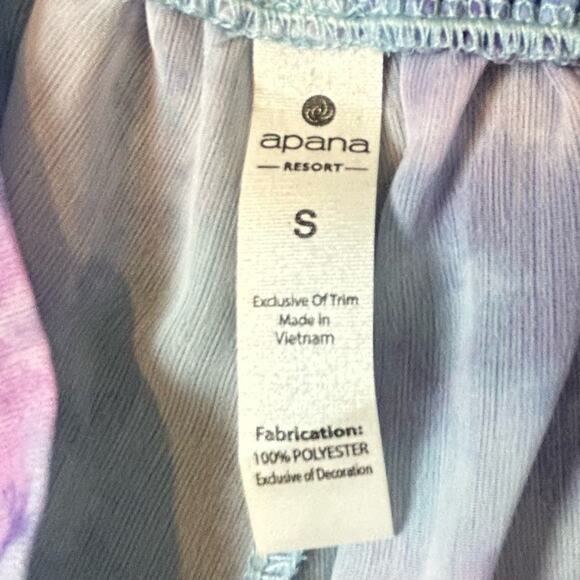 apana
RESORT
S
Exclusive Of Trim
Made In
Vietnam
Fabrication:
100% POLYESTER
Exclusive of Decoration